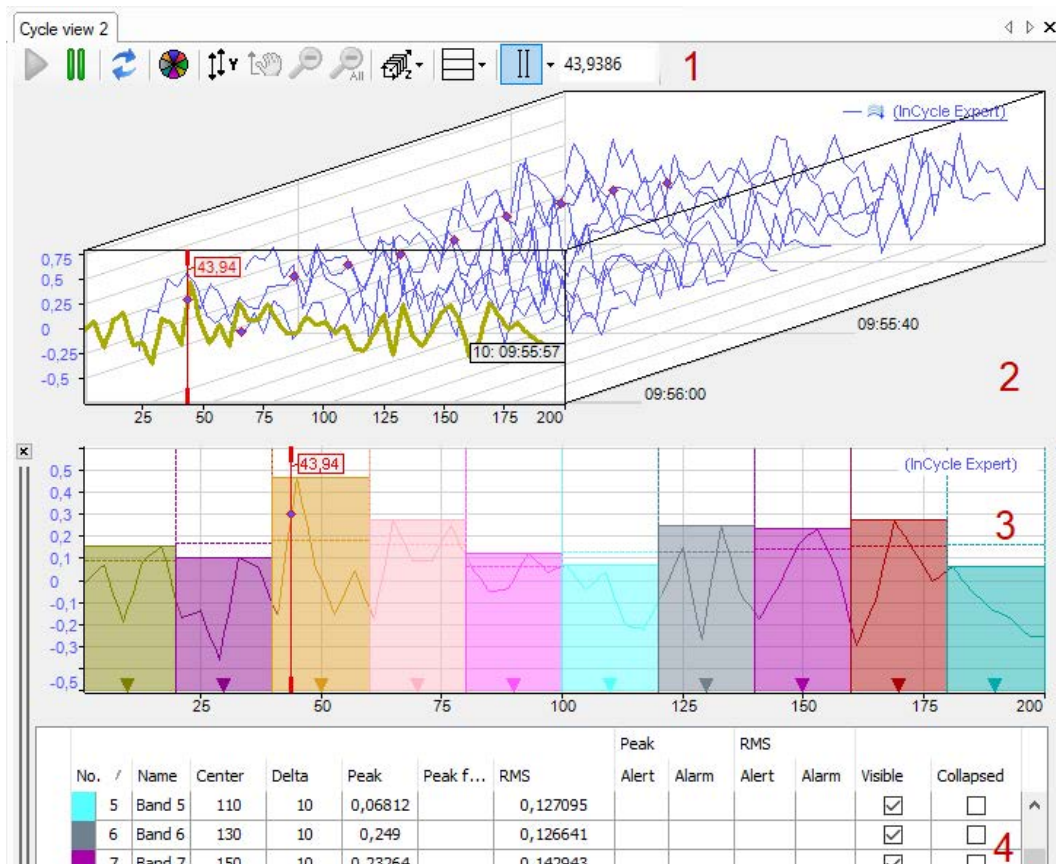 Cycle view 2
Y All z 43,9386 1
(InCycle Expert)
0,75
0,5
0,25
0
-0,25
-0,5
43,94
10: 09:55:57
09:55:40
09:56:00
2
25 50 75 100 125 150 175 200
(InCycle Expert)
43,94
3
0,5
0,4
0,3
0,2
0,1
0
-0,1
-0,2
-0,3
-0,5
25 50 75 100 125 150 175 200
Peak RMS
No. / Name Center Delta Peak Peak f... RMS Alert Alarm Alert Alarm Visible Collapsed
5 Band 5 110 10 0,06812 0,127095
6 Band 6 130 10 0,249 0,126641
7 Band 7 150 10 0,23264 0,142943
4